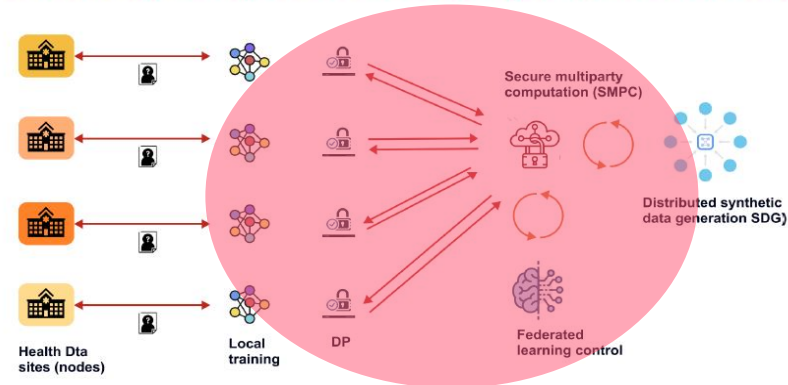 Secure multiparty
computation (SMPC)
Distributed synthetic
data generation SDG)
Health Dta
sites (nodes)
Local
training
DP
Federated
learning control